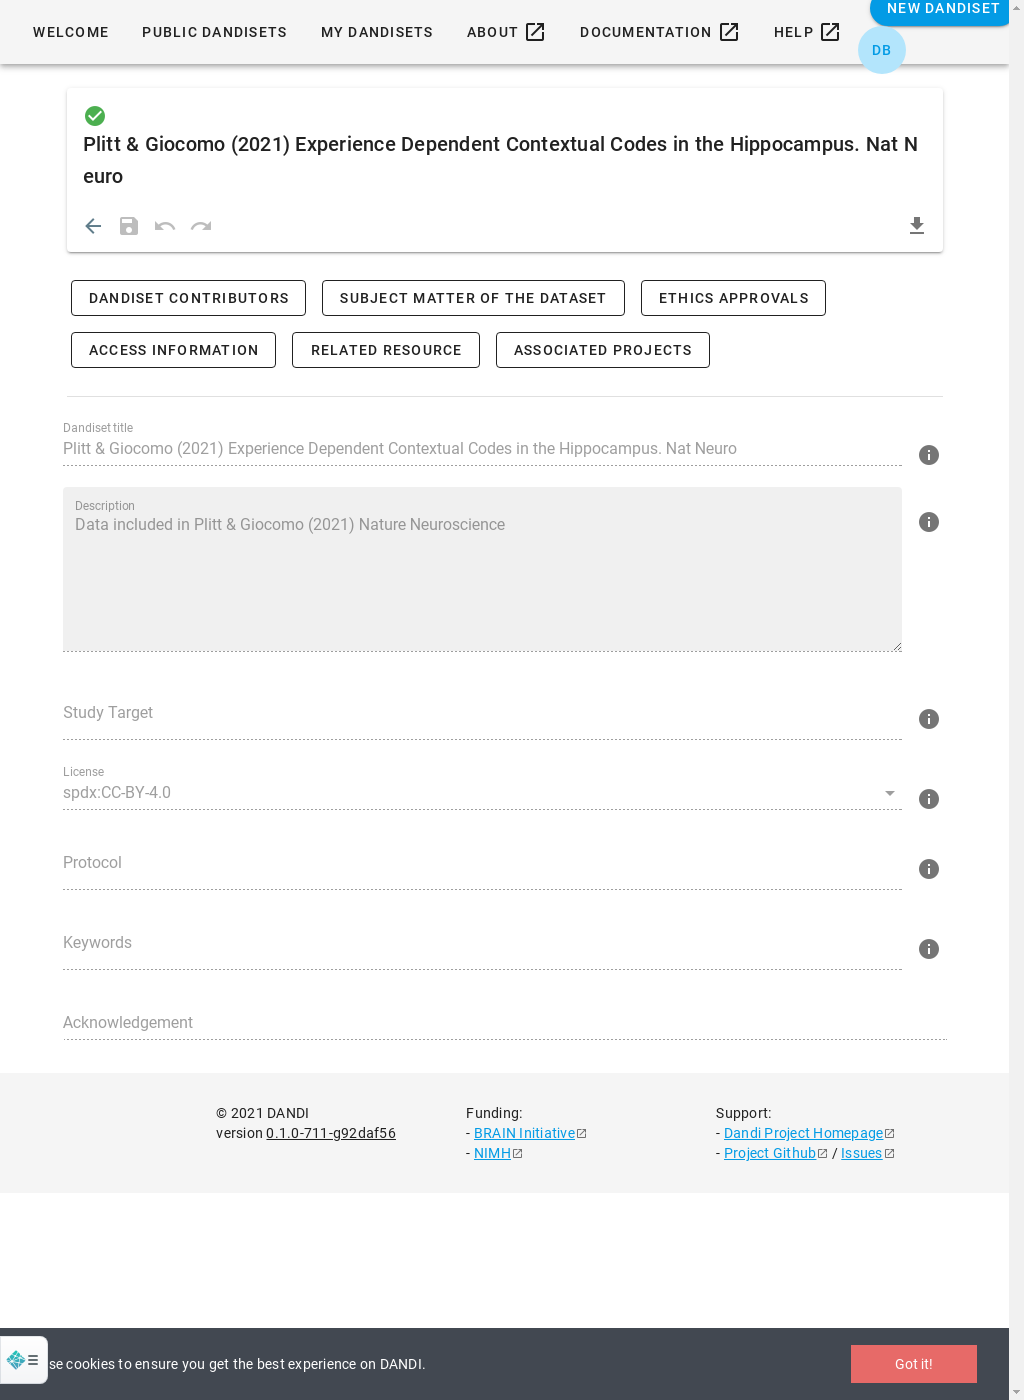 WELCOME PUBLIC DANDISETS MY DANDISETS ABOUT DOCUMENTATION HELP NEW DANDISET
DB
Plitt & Giocomo (2021) Experience Dependent Contextual Codes in the Hippocampus. Nat N
euro
DANDISET CONTRIBUTORS SUBJECT MATTER OF THE DATASET ETHICS APPROVALS
ACCESS INFORMATION RELATED RESOURCE ASSOCIATED PROJECTS
Dandiset title
Plitt & Giocomo (2021) Experience Dependent Contextual Codes in the Hippocampus. Nat Neuro
Description
Data included in Plitt & Giocomo (2021) Nature Neuroscience
Study Target
License
spdx:CC-BY-4.0
Protocol
Keywords
Acknowledgement
© 2021 DANDI
version 0.1.0-711-g92daf56
Funding:
- BRAIN Initiative
- NIMH
Support:
- Dandi Project Homepage
- Project Github / Issues
se cookies to ensure you get the best experience on DANDI.
Got it!